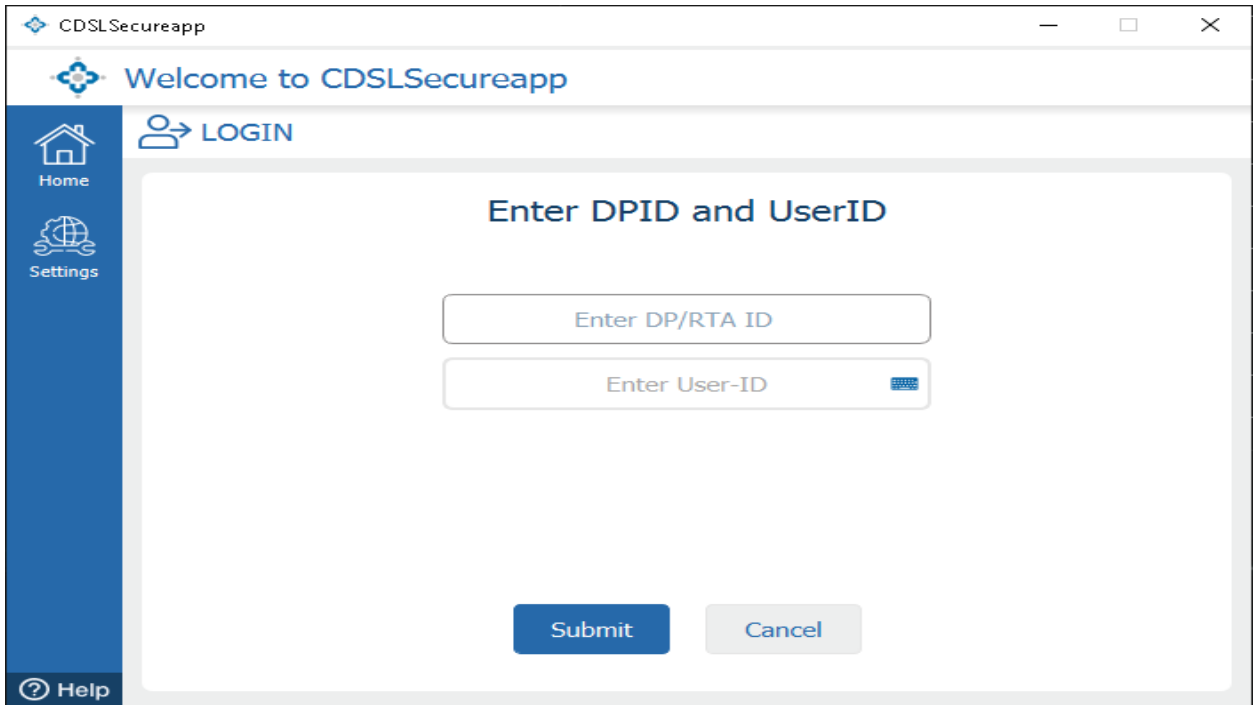 CDSLSecureapp
Welcome to CDSLSecureapp
LOGIN
Home
Settings
Enter DPID and UserID
Enter DP/RTA ID
Enter User-ID
Submit
Cancel
? Help